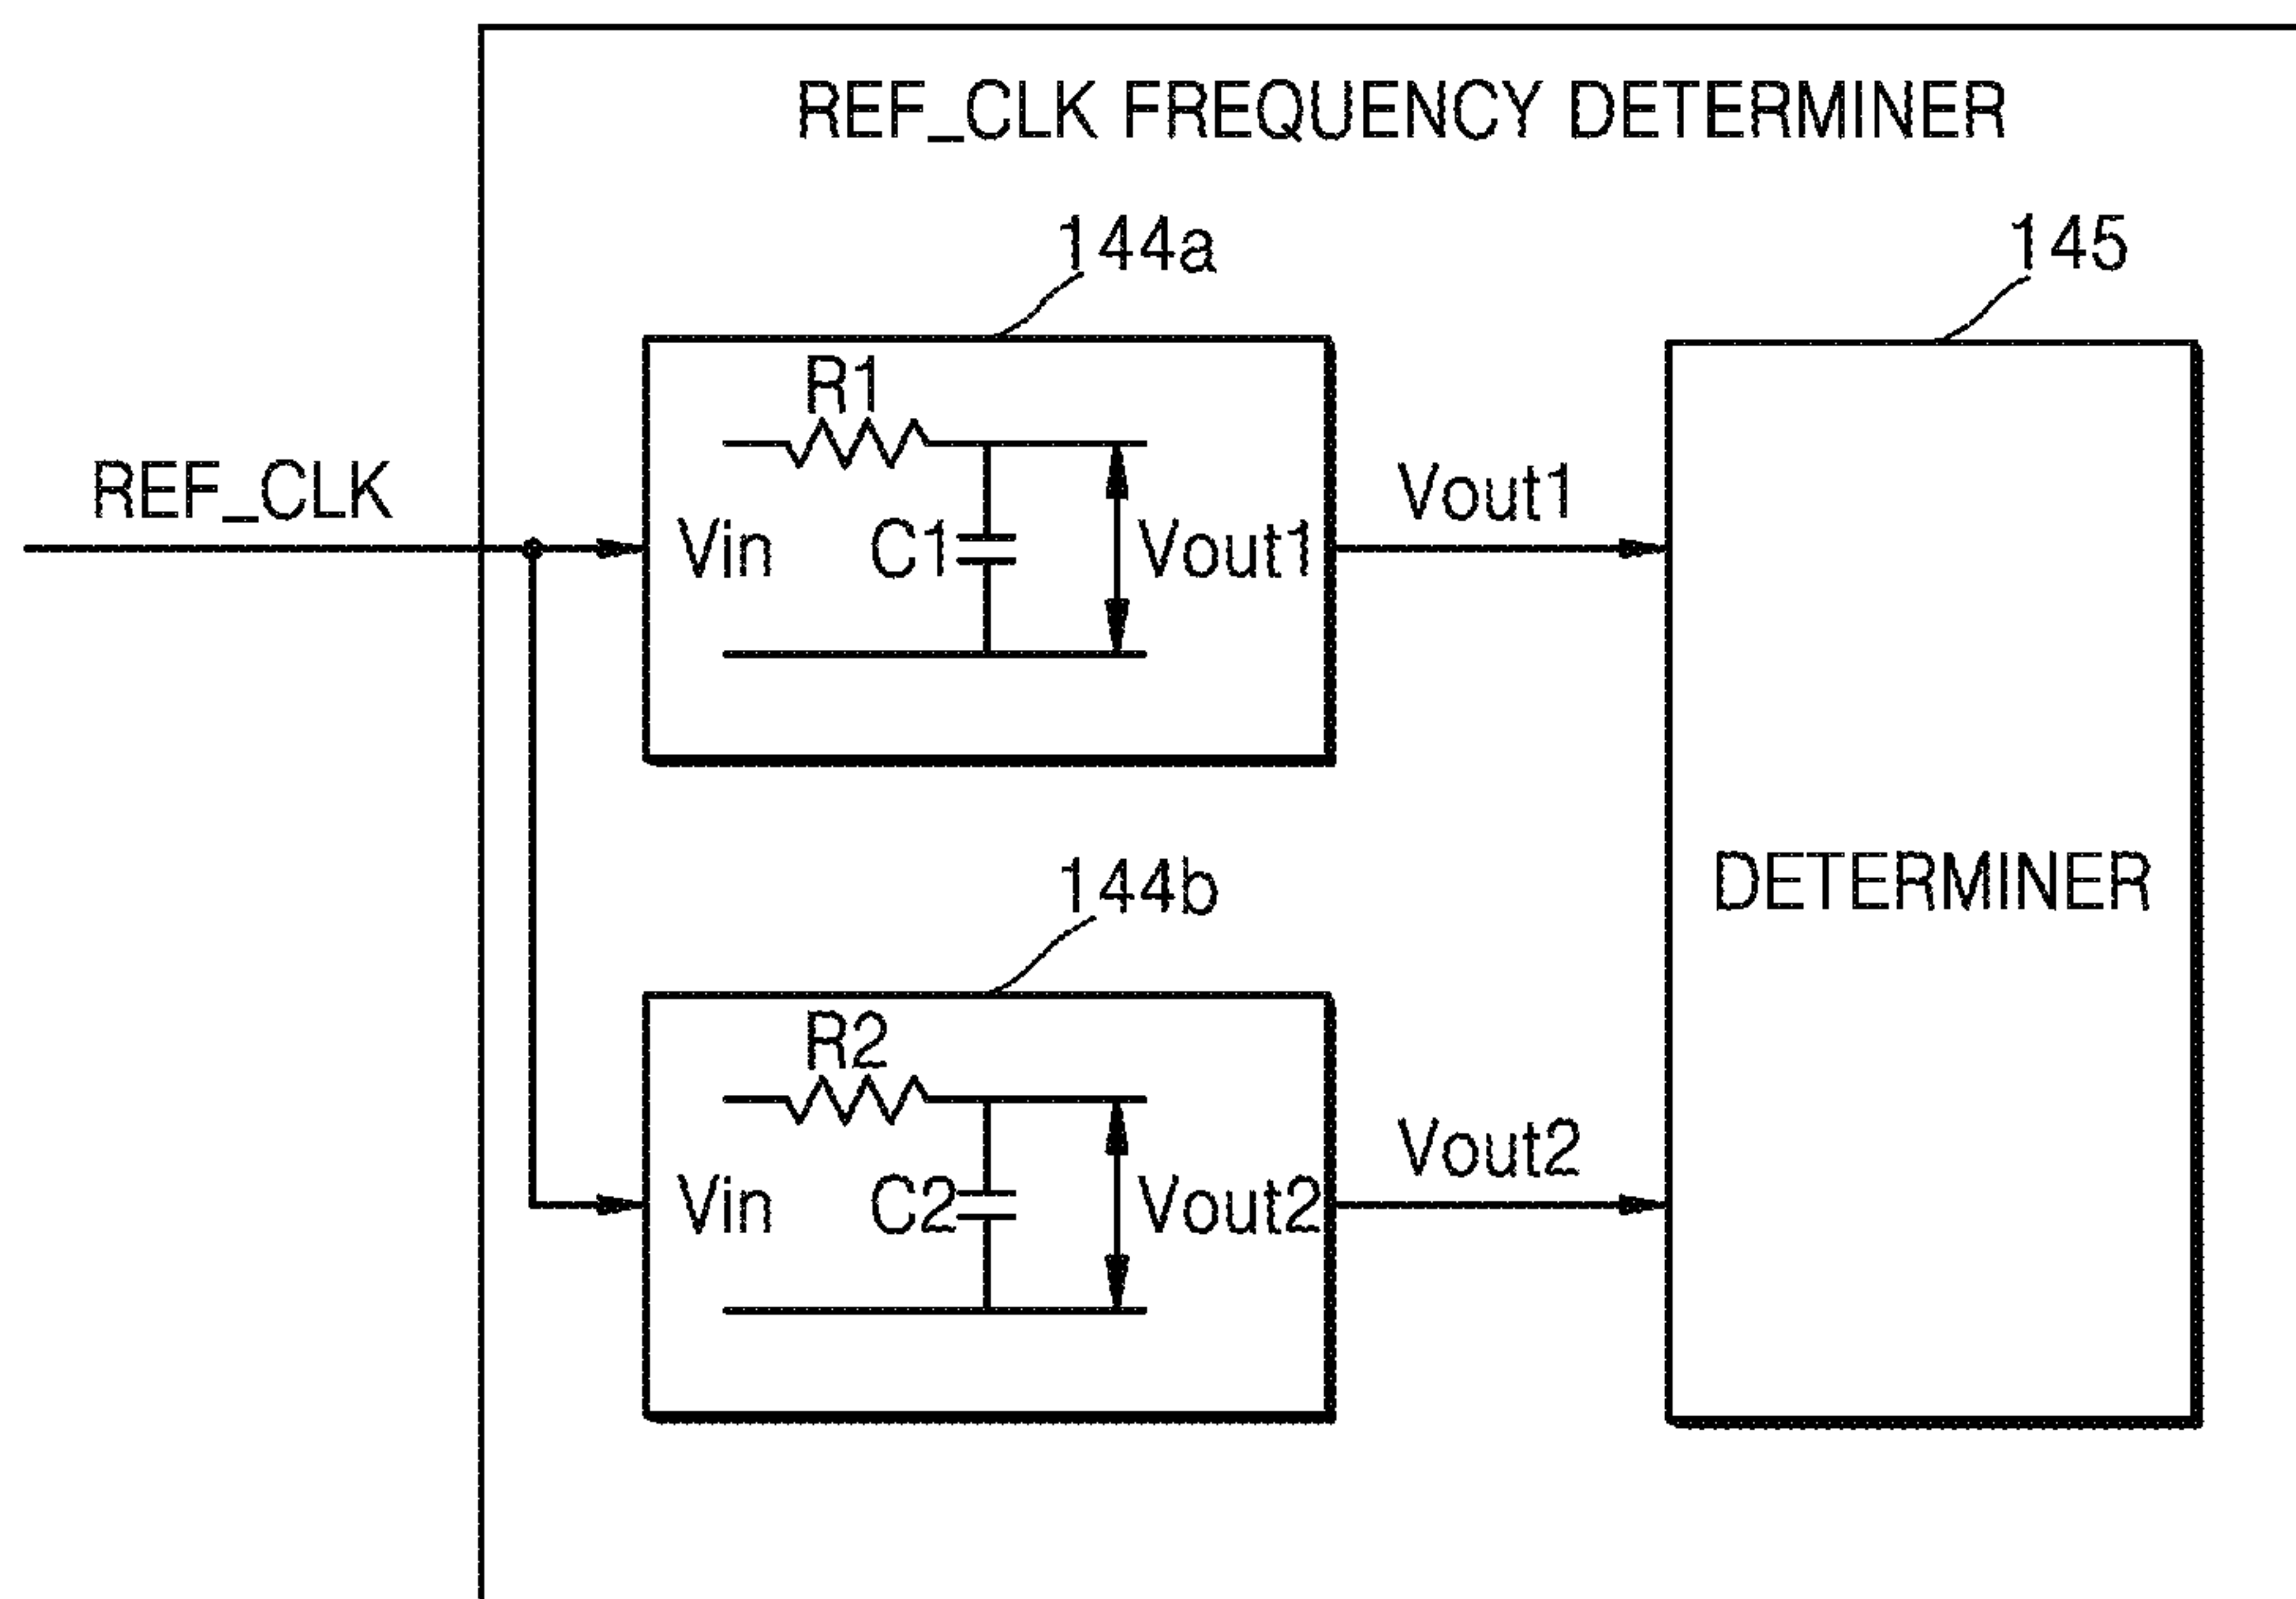 REF_CLK FREQUENCY DETERMINER
144a
145
R1
REF_CLK
Vin
C1
Vout1
Vout1
DETERMINER
144b
R2
Vin
C2
Vout2
Vout2